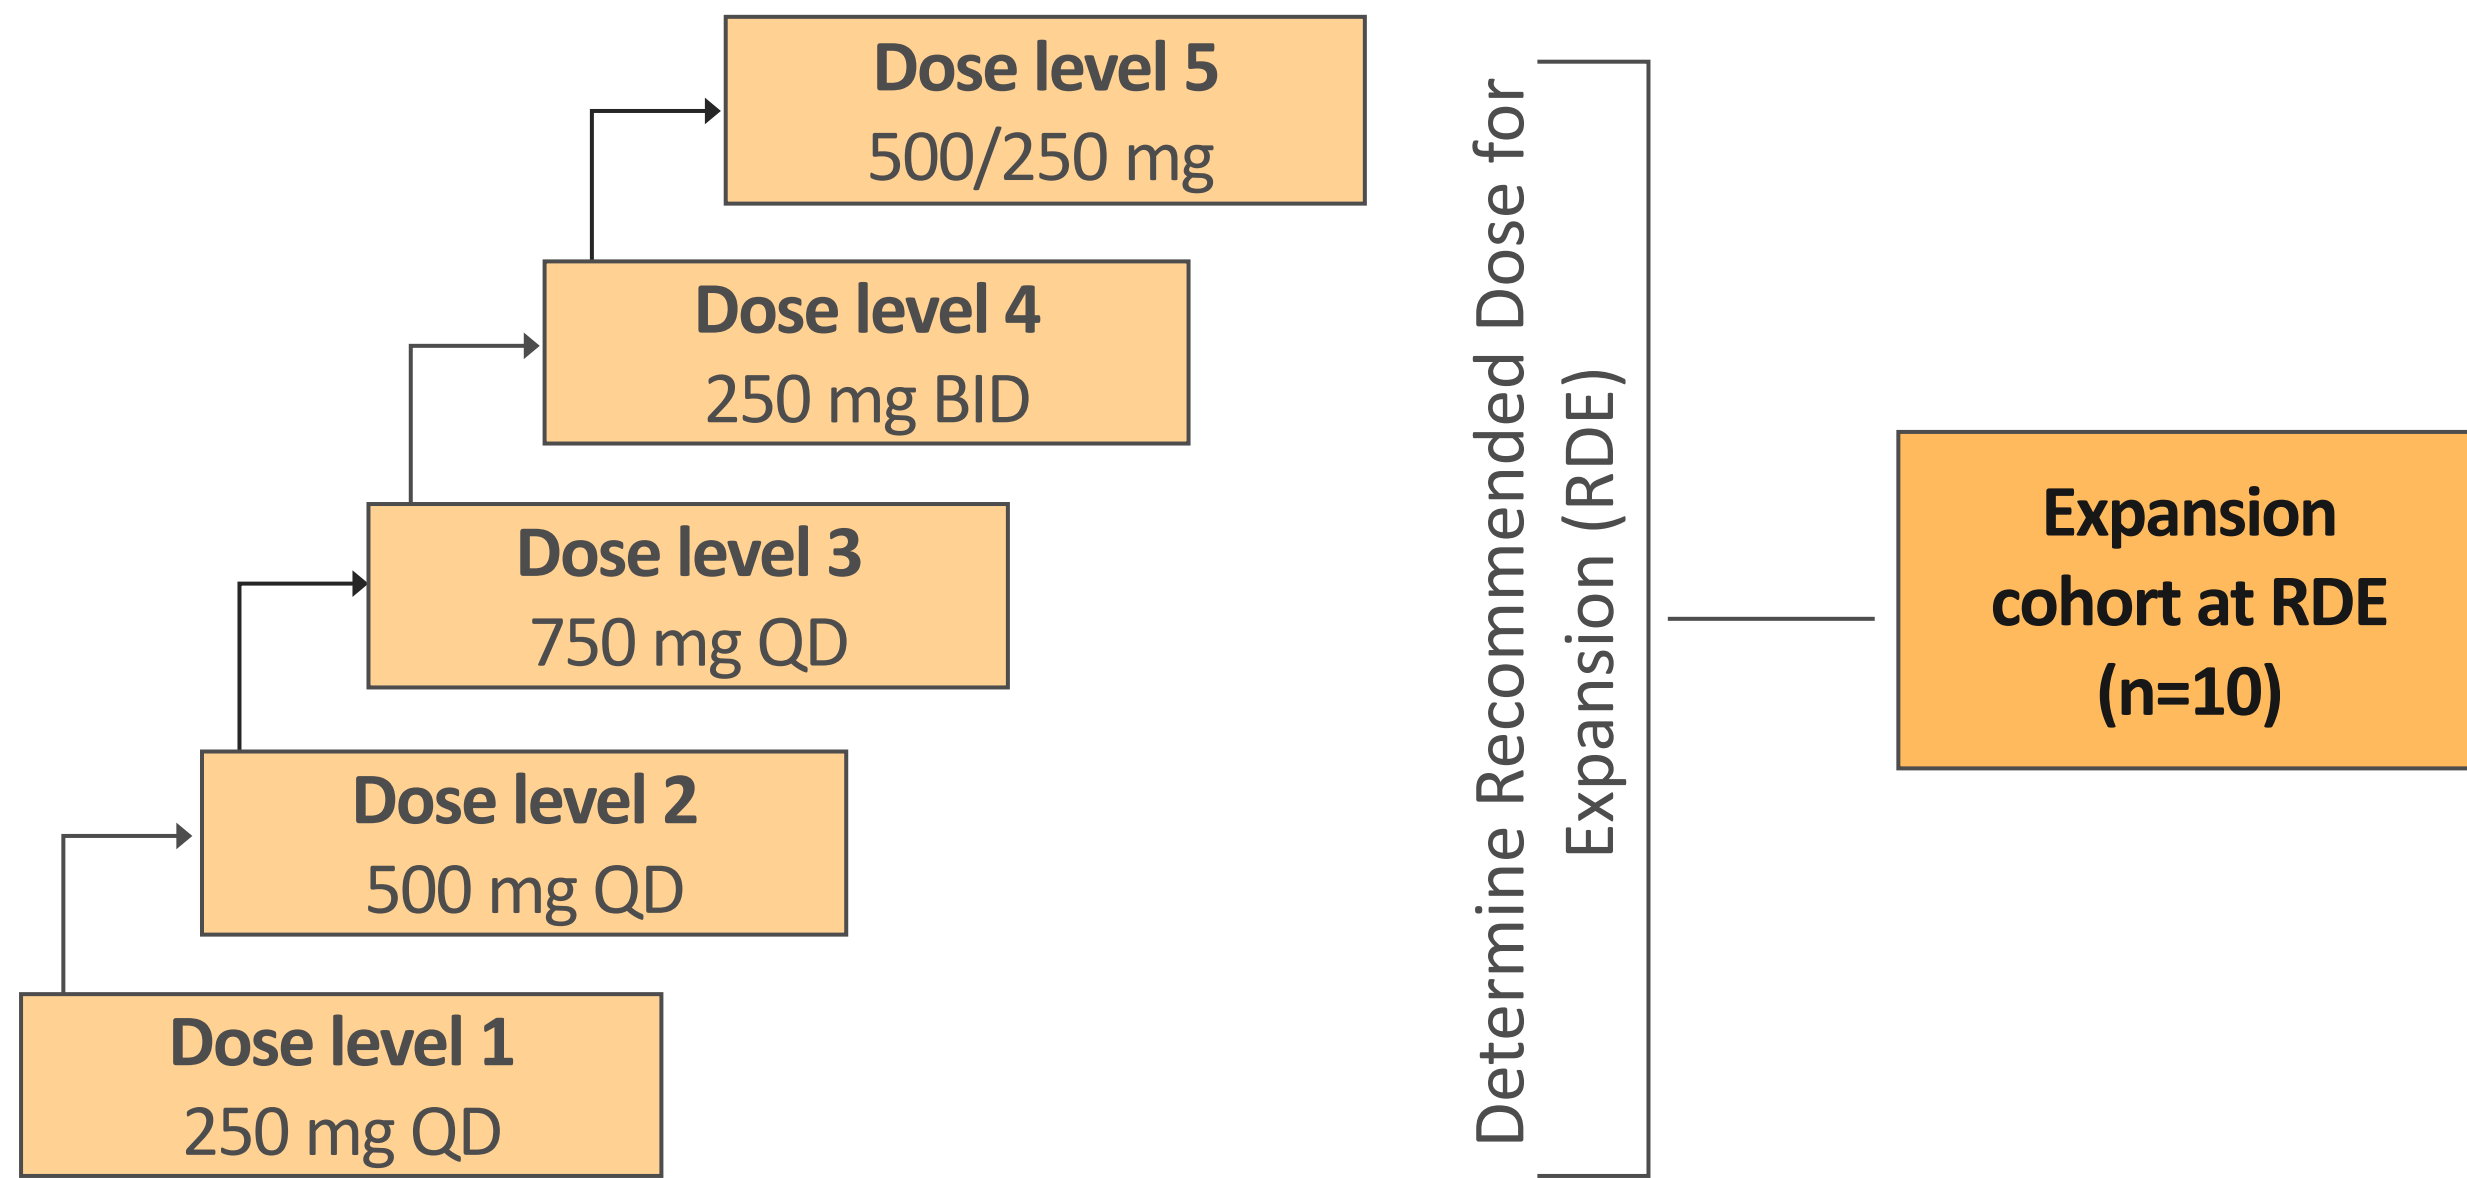 Dose level 5
500/250 mg
Dose level 4
250 mg BID
Dose level 3
750 mg QD
Dose level 2
500 mg QD
Dose level 1
250 mg QD
Determine Recommended Dose for
Expansion (RDE)
Expansion
cohort at RDE
(n=10)